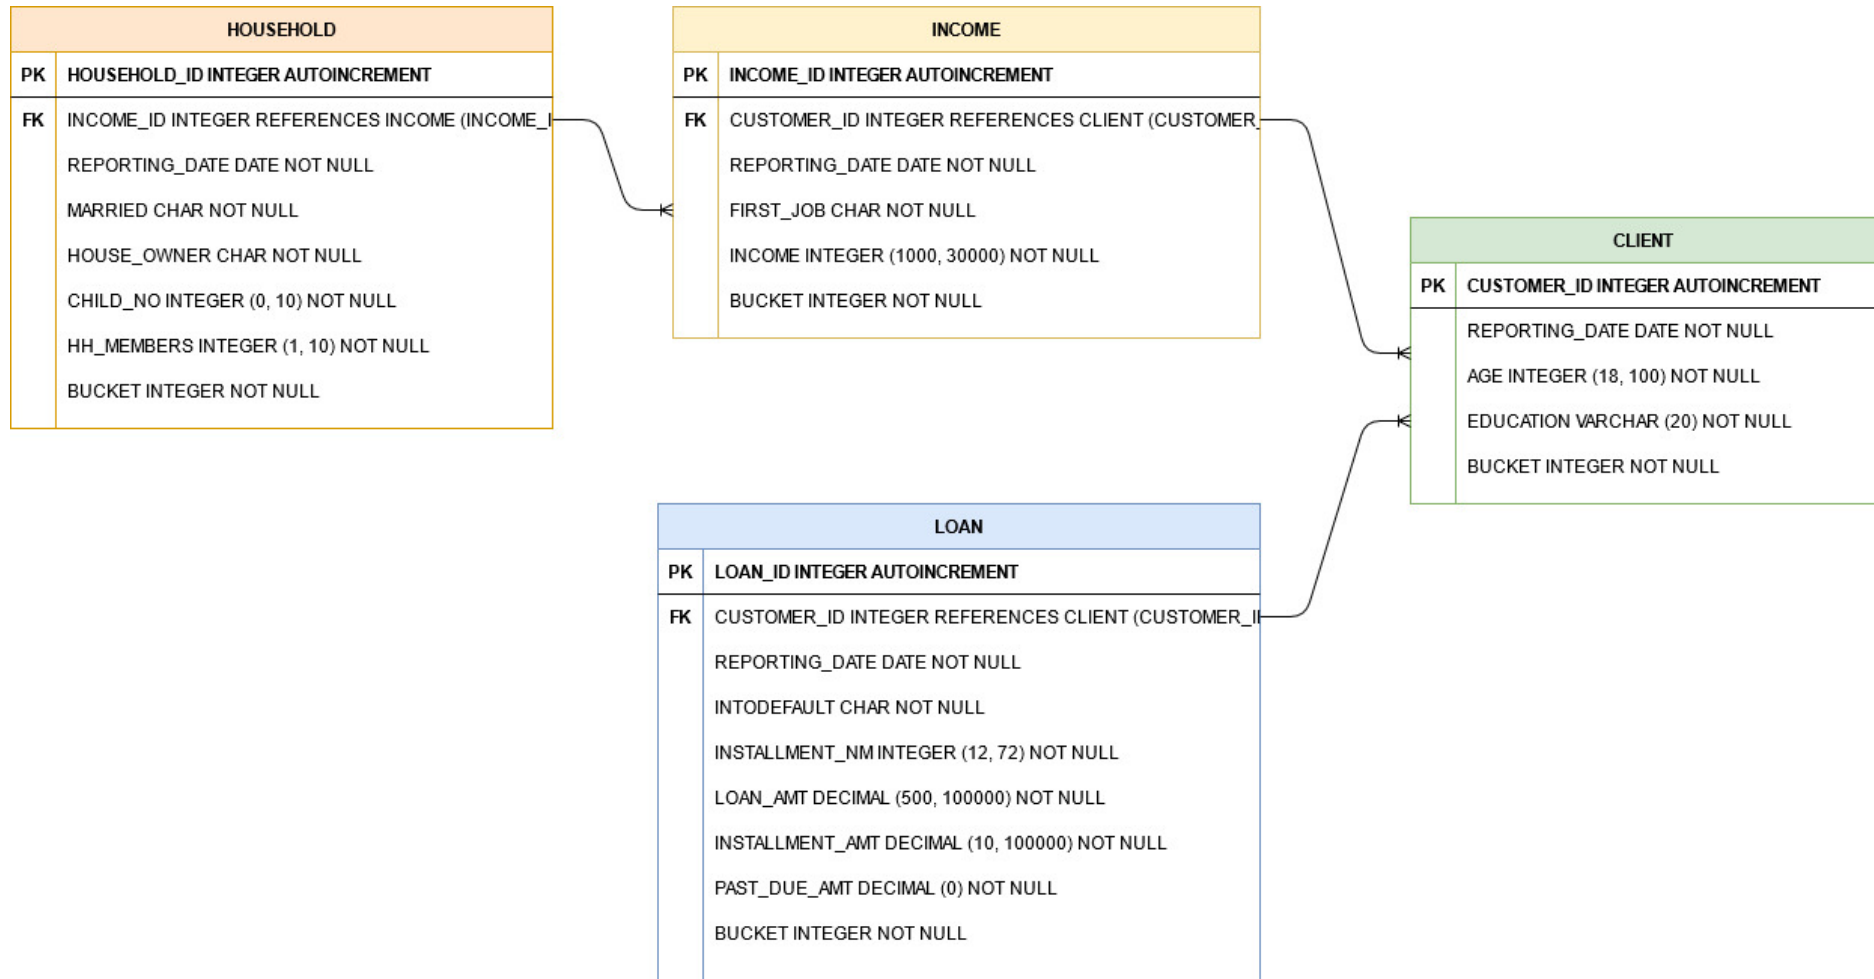 HOUSEHOLD
PK HOUSEHOLD_ID INTEGER AUTOINCREMENT
FK INCOME_ID INTEGER REFERENCES INCOME (INCOME_I
REPORTING_DATE DATE NOT NULL
MARRIED CHAR NOT NULL
HOUSE_OWNER CHAR NOT NULL
CHILD_NO INTEGER (0, 10) NOT NULL
HH_MEMBERS INTEGER (1, 10) NOT NULL
BUCKET INTEGER NOT NULL
INCOME
PK INCOME_ID INTEGER AUTOINCREMENT
FK CUSTOMER_ID INTEGER REFERENCES CLIENT (CUSTOMER_
REPORTING_DATE DATE NOT NULL
FIRST_JOB CHAR NOT NULL
INCOME INTEGER (1000, 30000) NOT NULL
BUCKET INTEGER NOT NULL
CLIENT
PK CUSTOMER_ID INTEGER AUTOINCREMENT
REPORTING_DATE DATE NOT NULL
AGE INTEGER (18, 100) NOT NULL
EDUCATION VARCHAR (20) NOT NULL
BUCKET INTEGER NOT NULL
LOAN
PK LOAN_ID INTEGER AUTOINCREMENT
FK CUSTOMER_ID INTEGER REFERENCES CLIENT (CUSTOMER_I
REPORTING_DATE DATE NOT NULL
INTODEFAULT CHAR NOT NULL
INSTALLMENT_NM INTEGER (12, 72) NOT NULL
LOAN_AMT DECIMAL (500, 100000) NOT NULL
INSTALLMENT_AMT DECIMAL (10, 100000) NOT NULL
PAST_DUE_AMT DECIMAL (0) NOT NULL
BUCKET INTEGER NOT NULL